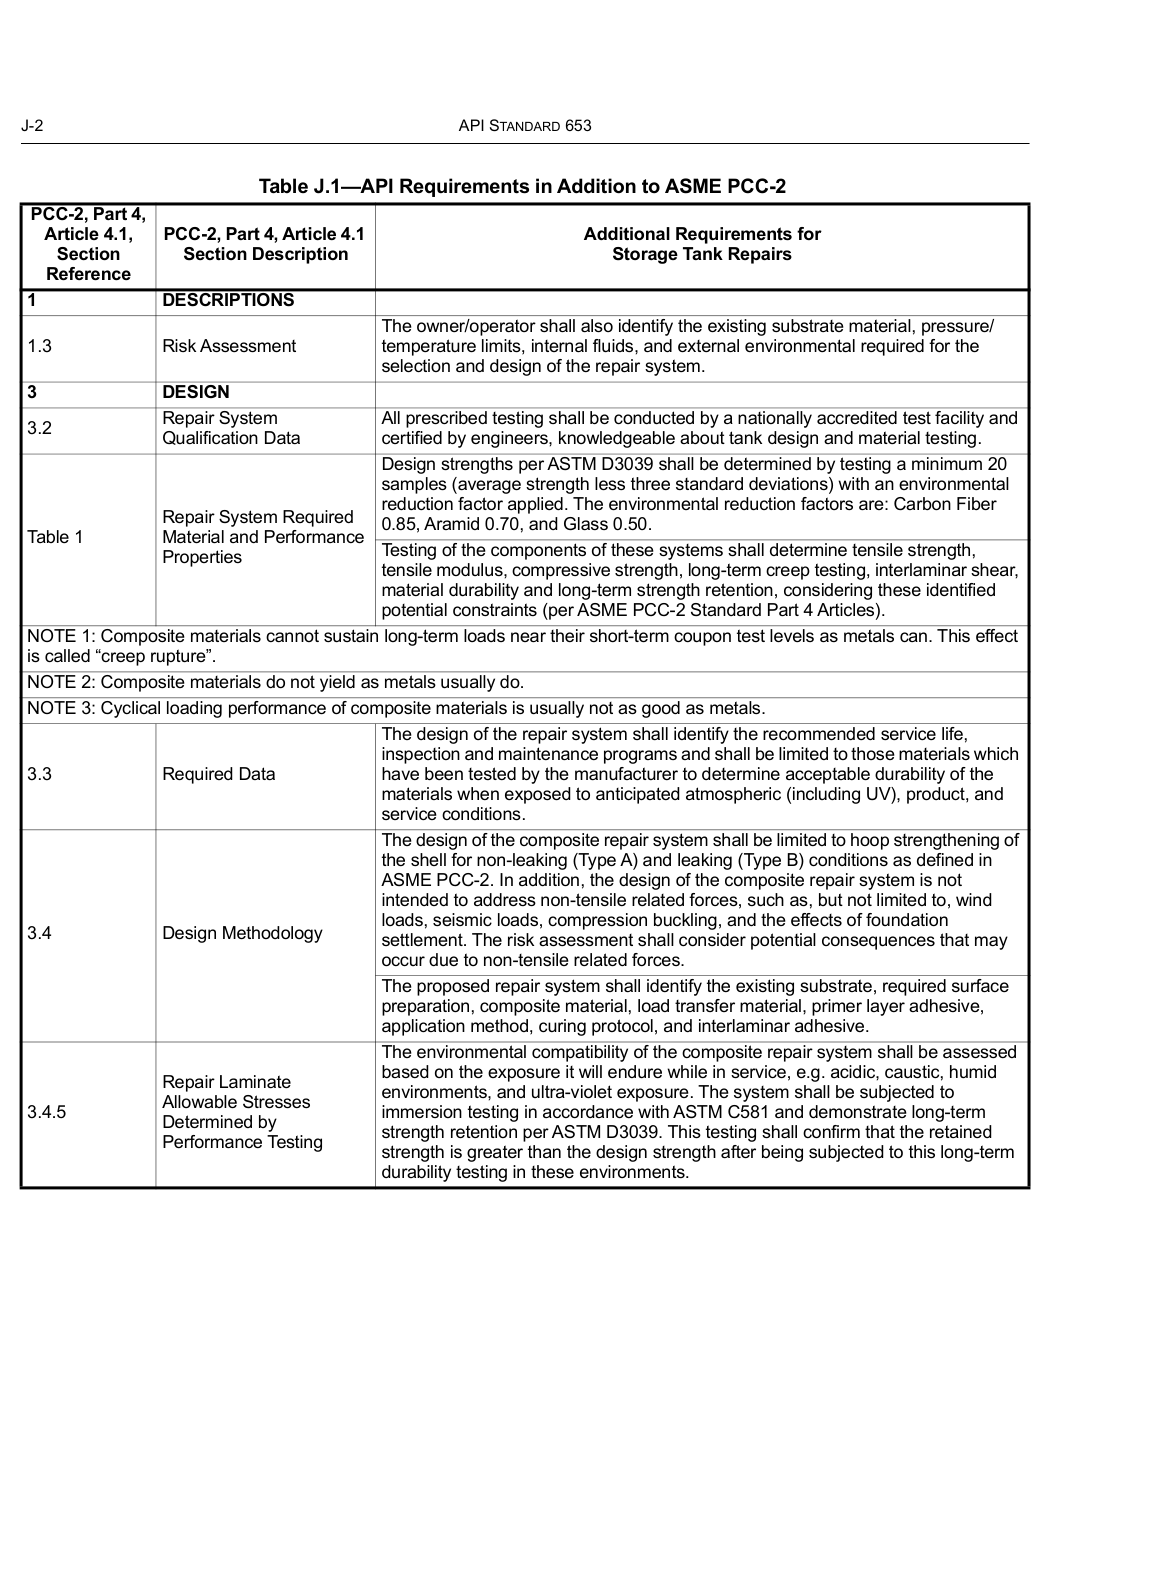 J-2
API STANDARD 653
Table J.1—API Requirements in Addition to ASME PCC-2
PCC-2, Part 4,
Article 4.1,
Section
Reference
PCC-2, Part 4, Article 4.1
Section Description
Additional Requirements for
Storage Tank Repairs
1
DESCRIPTIONS
1.3
Risk Assessment
The owner/operator shall also identify the existing substrate material, pressure/
temperature limits, internal fluids, and external environmental required for the
selection and design of the repair system.
3
DESIGN
3.2
Repair System
Qualification Data
All prescribed testing shall be conducted by a nationally accredited test facility and
certified by engineers, knowledgeable about tank design and material testing.
Table 1
Repair System Required
Material and Performance
Properties
Design strengths per ASTM D3039 shall be determined by testing a minimum 20
samples (average strength less three standard deviations) with an environmental
reduction factor applied. The environmental reduction factors are: Carbon Fiber
0.85, Aramid 0.70, and Glass 0.50.
Testing of the components of these systems shall determine tensile strength,
tensile modulus, compressive strength, long-term creep testing, interlaminar shear,
material durability and long-term strength retention, considering these identified
potential constraints (per ASME PCC-2 Standard Part 4 Articles).
NOTE 1: Composite materials cannot sustain long-term loads near their short-term coupon test levels as metals can. This effect
is called “creep rupture”.
NOTE 2: Composite materials do not yield as metals usually do.
NOTE 3: Cyclical loading performance of composite materials is usually not as good as metals.
3.3
Required Data
The design of the repair system shall identify the recommended service life,
inspection and maintenance programs and shall be limited to those materials which
have been tested by the manufacturer to determine acceptable durability of the
materials when exposed to anticipated atmospheric (including UV), product, and
service conditions.
3.4
Design Methodology
The design of the composite repair system shall be limited to hoop strengthening of
the shell for non-leaking (Type A) and leaking (Type B) conditions as defined in
ASME PCC-2. In addition, the design of the composite repair system is not
intended to address non-tensile related forces, such as, but not limited to, wind
loads, seismic loads, compression buckling, and the effects of foundation
settlement. The risk assessment shall consider potential consequences that may
occur due to non-tensile related forces.
The proposed repair system shall identify the existing substrate, required surface
preparation, composite material, load transfer material, primer layer adhesive,
application method, curing protocol, and interlaminar adhesive.
3.4.5
Repair Laminate
Allowable Stresses
Determined by
Performance Testing
The environmental compatibility of the composite repair system shall be assessed
based on the exposure it will endure while in service, e.g. acidic, caustic, humid
environments, and ultra-violet exposure. The system shall be subjected to
immersion testing in accordance with ASTM C581 and demonstrate long-term
strength retention per ASTM D3039. This testing shall confirm that the retained
strength is greater than the design strength after being subjected to this long-term
durability testing in these environments.